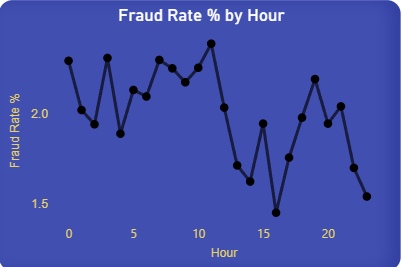 Fraud Rate % by Hour
Fraud Rate %
2.0
1.5
0 5 10 15 20
Hour